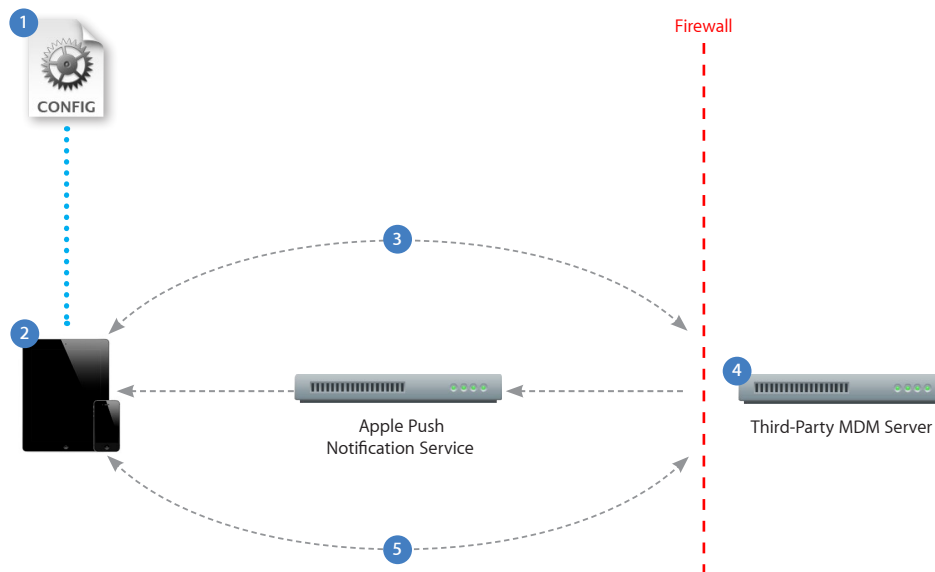 1
CONFIG
Firewall
3
2
4
Apple Push
Notification Service
Third-Party MDM Server
5